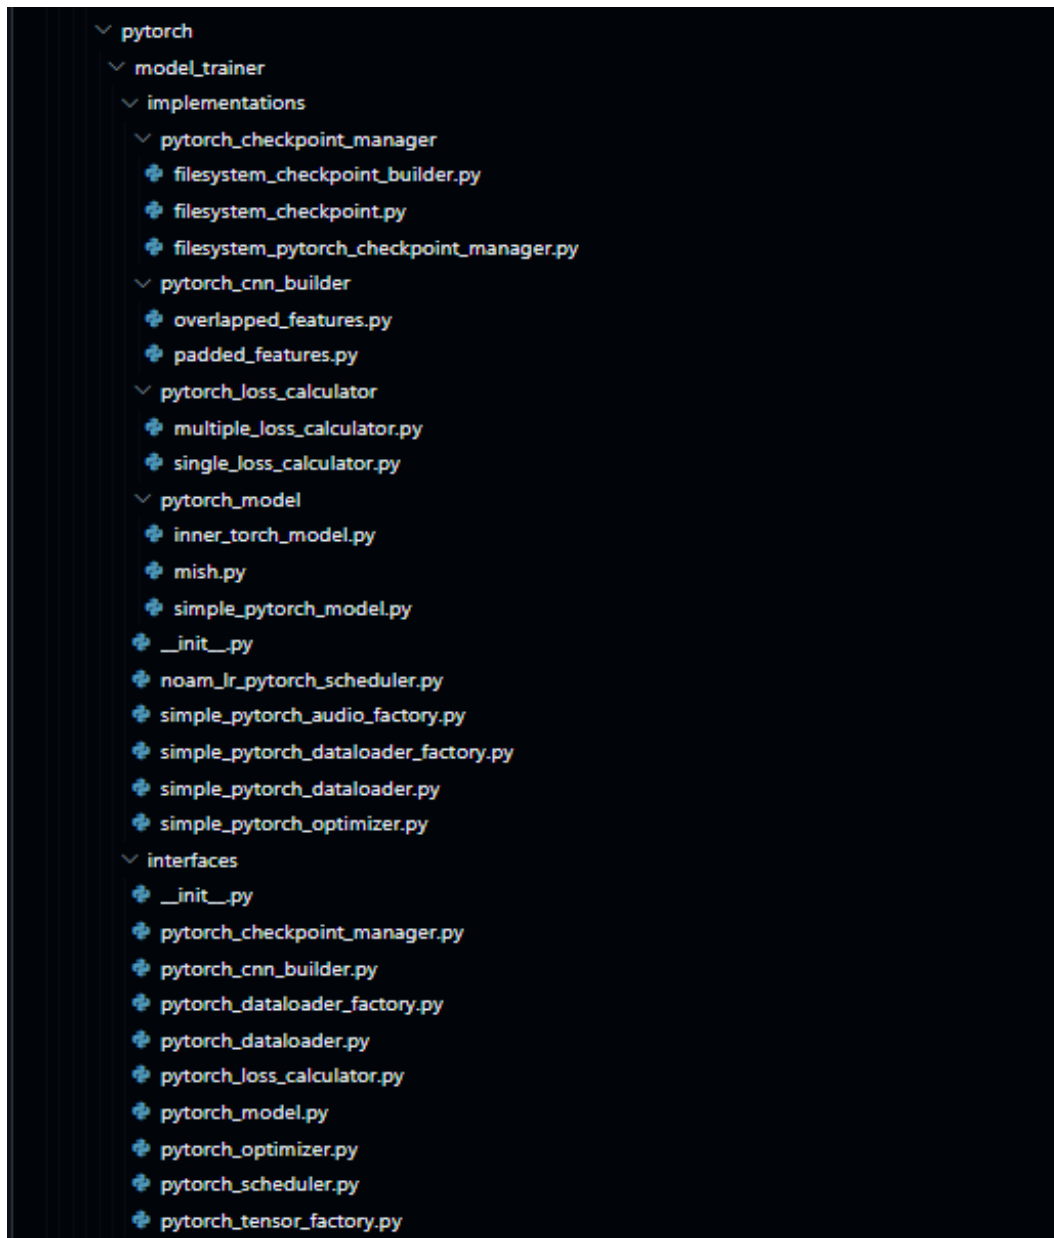 pytorch
model_trainer
implementations
pytorch_checkpoint_manager
filesystem_checkpoint_builder.py
filesystem_checkpoint.py
filesystem_pytorch_checkpoint_manager.py
pytorch_cnn_builder
overlapped_features.py
padded_features.py
pytorch_loss_calculator
multiple_loss_calculator.py
single_loss_calculator.py
pytorch_model
inner_torch_model.py
mish.py
simple_pytorch_model.py
__init__.py
noam_lr_pytorch_scheduler.py
simple_pytorch_audio_factory.py
simple_pytorch_dataloader_factory.py
simple_pytorch_dataloader.py
simple_pytorch_optimizer.py
interfaces
__init__.py
pytorch_checkpoint_manager.py
pytorch_cnn_builder.py
pytorch_dataloader_factory.py
pytorch_dataloader.py
pytorch_loss_calculator.py
pytorch_model.py
pytorch_optimizer.py
pytorch_scheduler.py
pytorch_tensor_factory.py